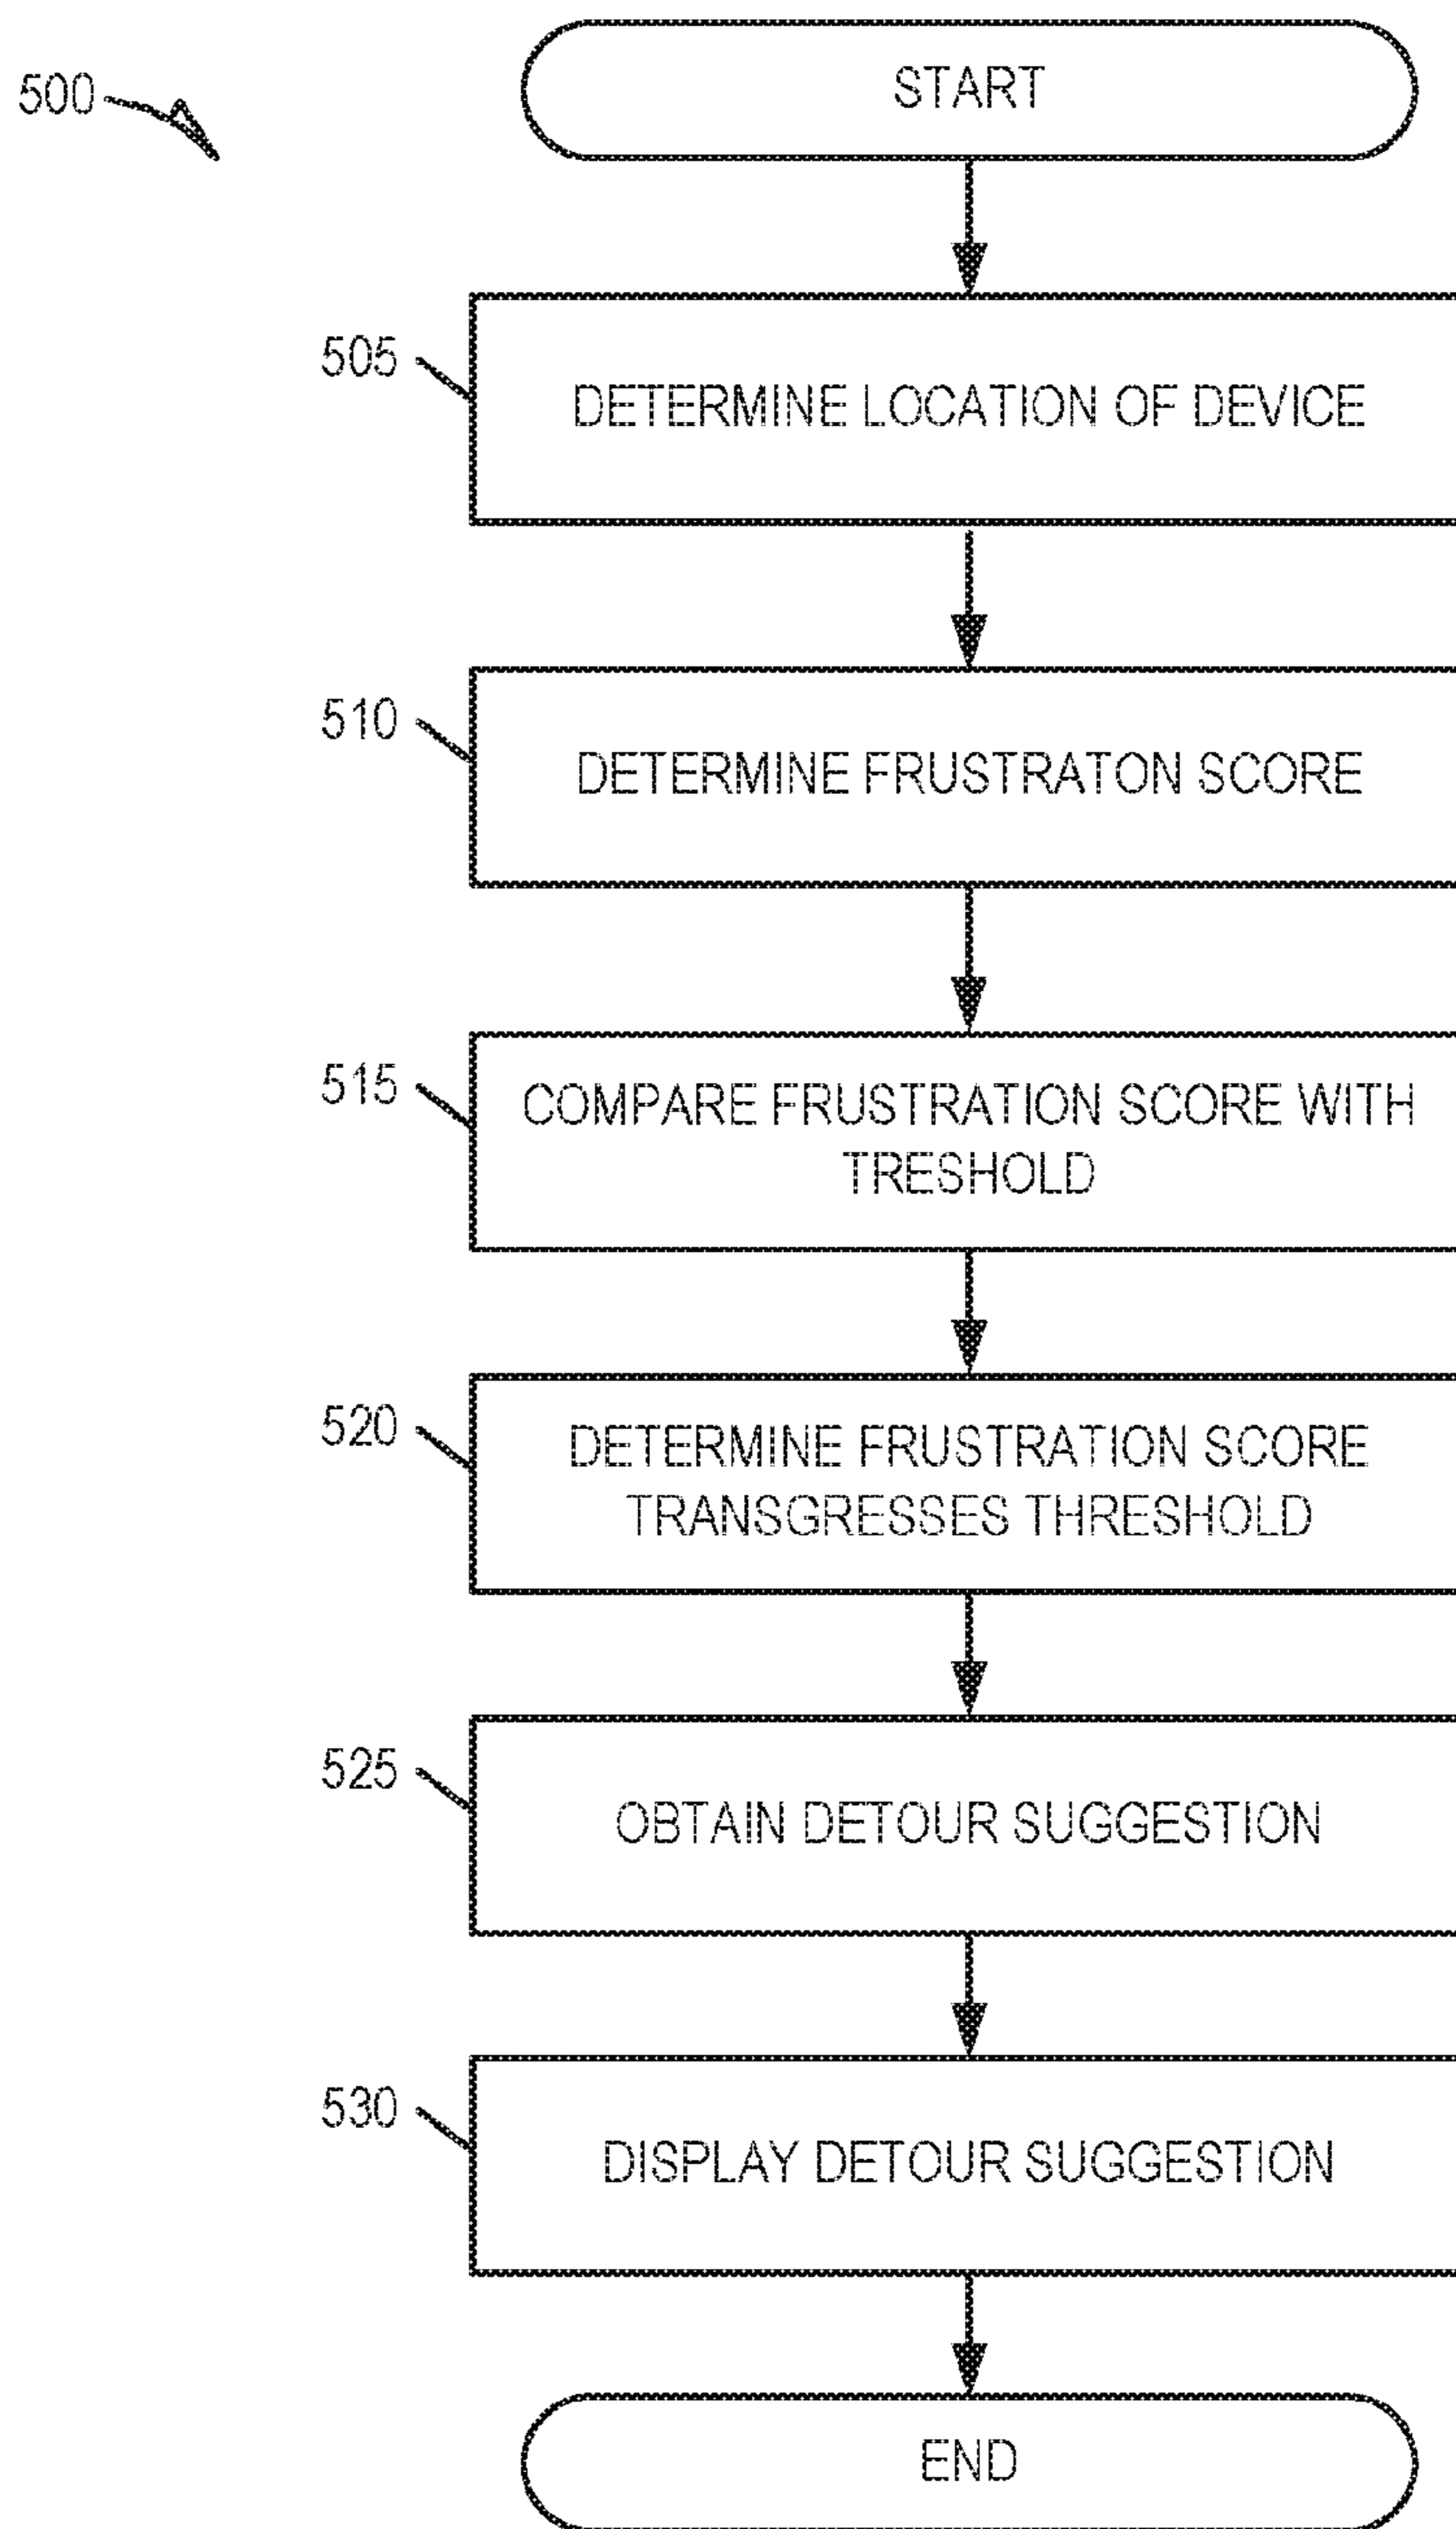 500
START
505
DETERMINE LOCATION OF DEVICE
510
DETERMINE FRUSTRATON SCORE
515
COMPARE FRUSTRATION SCORE WITH
TRESHOLD
520
DETERMINE FRUSTRATION SCORE
TRANSGRESSES THRESHOLD
525
OBTAIN DETOUR SUGGESTION
530
DISPLAY DETOUR SUGGESTION
END